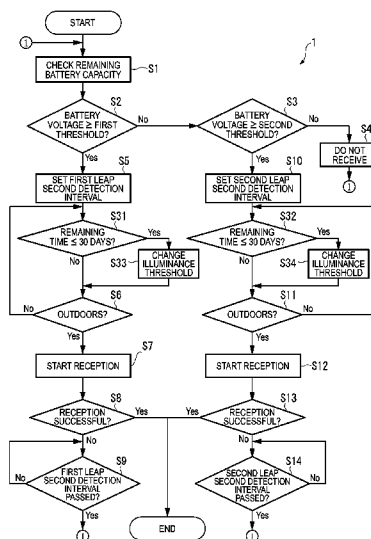 START
1
CHECK REMAINING
BATTERY CAPACITY
S1
1
S2
BATTERY
VOLTAGE ≥ FIRST
THRESHOLD?
No
Yes
S3
BATTERY
VOLTAGE ≥ SECOND
THRESHOLD?
No
Yes
S4
DO NOT
RECEIVE
1
S5
SET FIRST LEAP
SECOND DETECTION
INTERVAL
S10
SET SECOND LEAP
SECOND DETECTION
INTERVAL
S31
REMAINING
TIME ≤ 30 DAYS?
Yes
No
S33
CHANGE
ILLUMINANCE
THRESHOLD
S32
REMAINING
TIME ≤ 30 DAYS?
Yes
No
S34
CHANGE
ILLUMINANCE
THRESHOLD
S6
OUTDOORS?
No
Yes
S11
OUTDOORS?
No
Yes
S7
START RECEPTION
S12
START RECEPTION
S8
RECEPTION
SUCCESSFUL?
Yes
No
S13
RECEPTION
SUCCESSFUL?
Yes
No
S9
FIRST LEAP
SECOND DETECTION
INTERVAL
PASSED?
No
Yes
1
S14
SECOND LEAP
SECOND DETECTION
INTERVAL
PASSED?
No
Yes
1
END